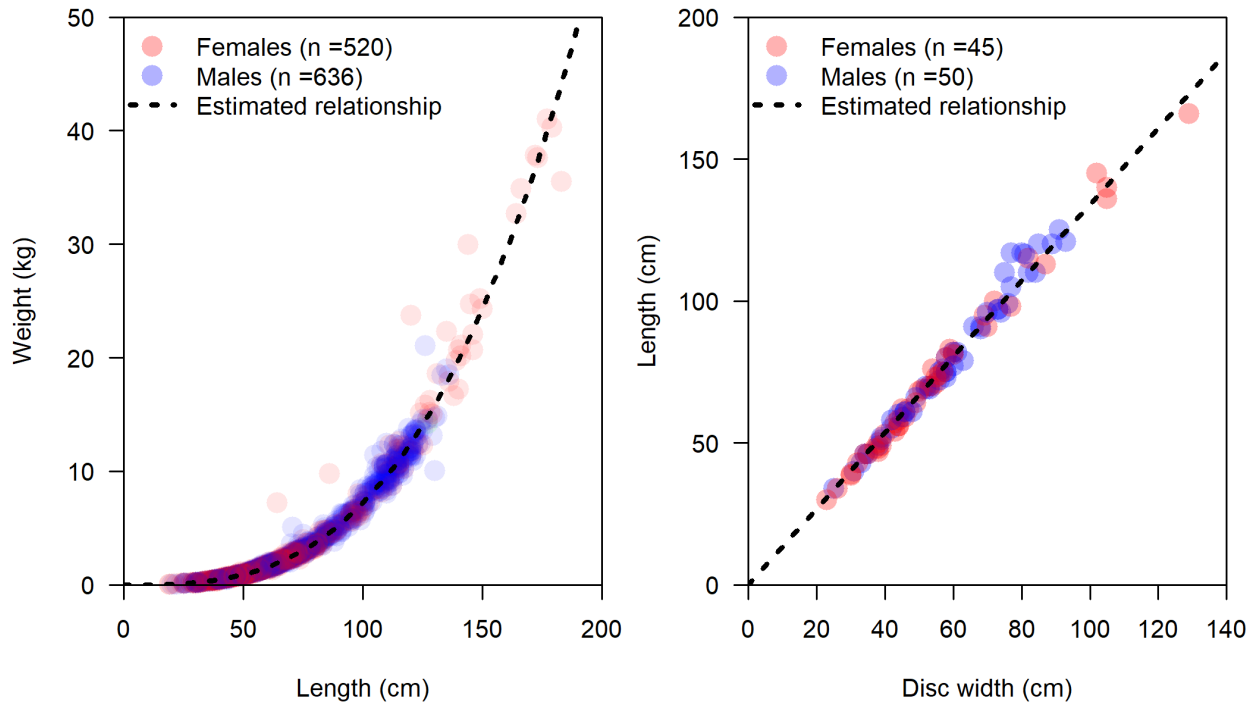 Females (n =520)
Males (n =636)
Estimated relationship
Weight (kg)
50
40
30
20
10
0
0 50 100 150 200
Length (cm)
Females (n =45)
Males (n =50)
Estimated relationship
Length (cm)
200
150
100
50
0
0 20 40 60 80 100 120 140
Disc width (cm)